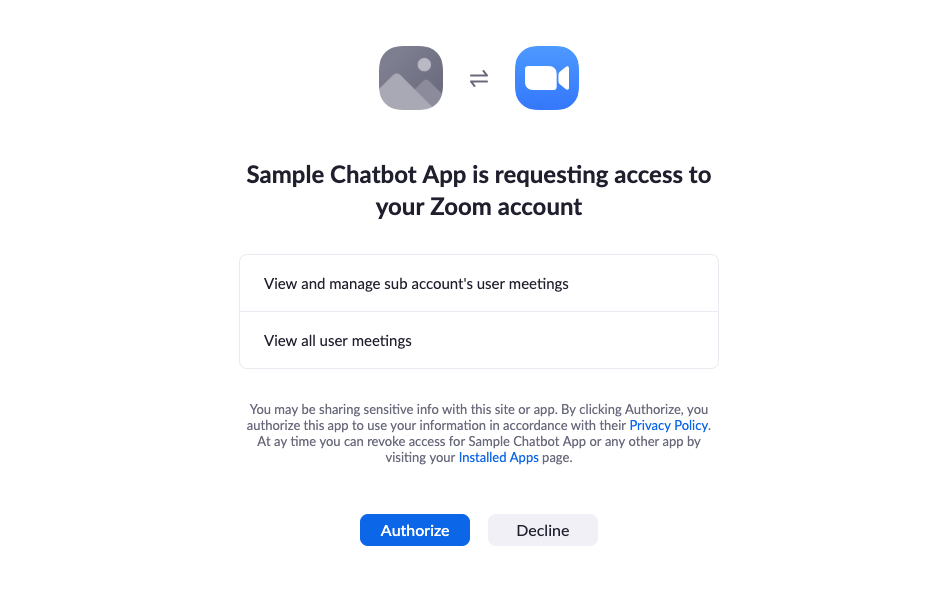 Sample Chatbot App is requesting access to
your Zoom account
View and manage sub account's user meetings
View all user meetings
You may be sharing sensitive info with this site or app. By clicking Authorize, you
authorize this app to use your information in accordance with their Privacy Policy.
At ay time you can revoke access for Sample Chatbot App or any other app by
visiting your Installed Apps page.
Authorize
Decline